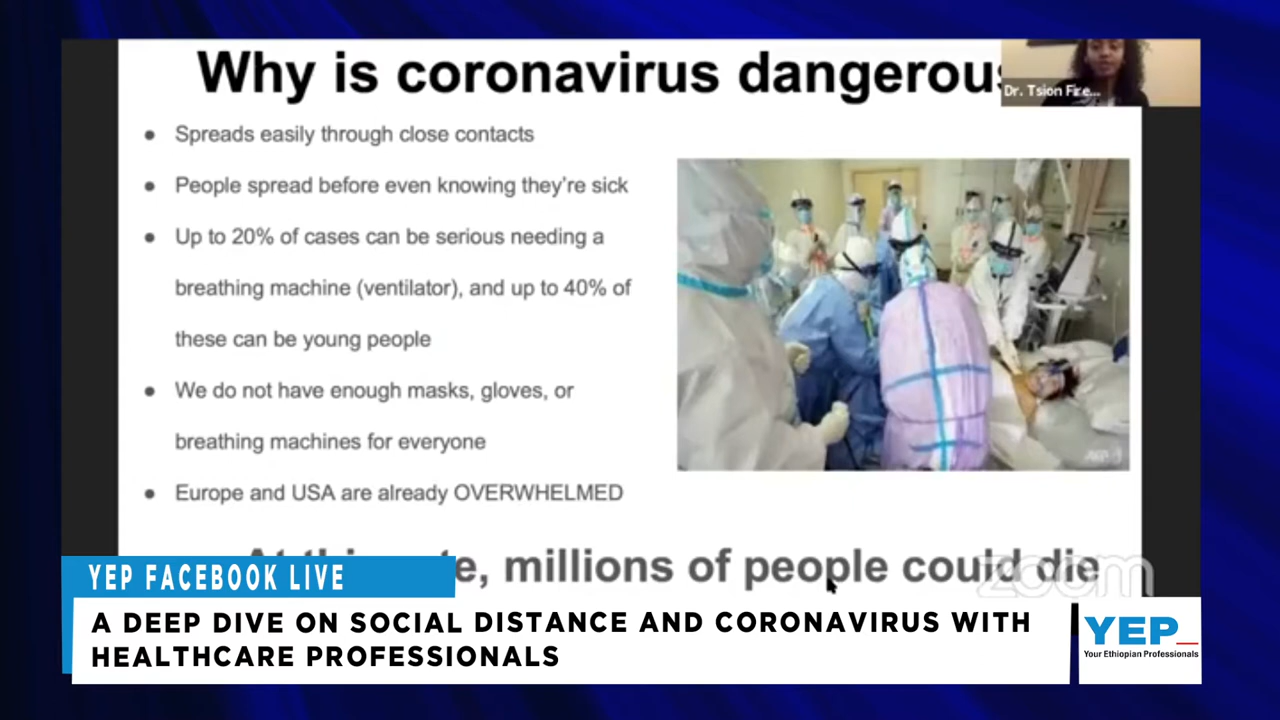 Why is coronavirus dangerous
Dr. Tsion Fire...
● Spreads easily through close contacts
● People spread before even knowing they're sick
● Up to 20% of cases can be serious needing a
breathing machine (ventilator), and up to 40% of
these can be young people
● We do not have enough masks, gloves, or
breathing machines for everyone
● Europe and USA are already OVERWHELMED
millions of people could die
zoom
YEP FACEBOOK LIVE
A DEEP DIVE ON SOCIAL DISTANCE AND CORONAVIRUS WITH
HEALTHCARE PROFESSIONALS
YEP_
Your Ethiopian Professionals